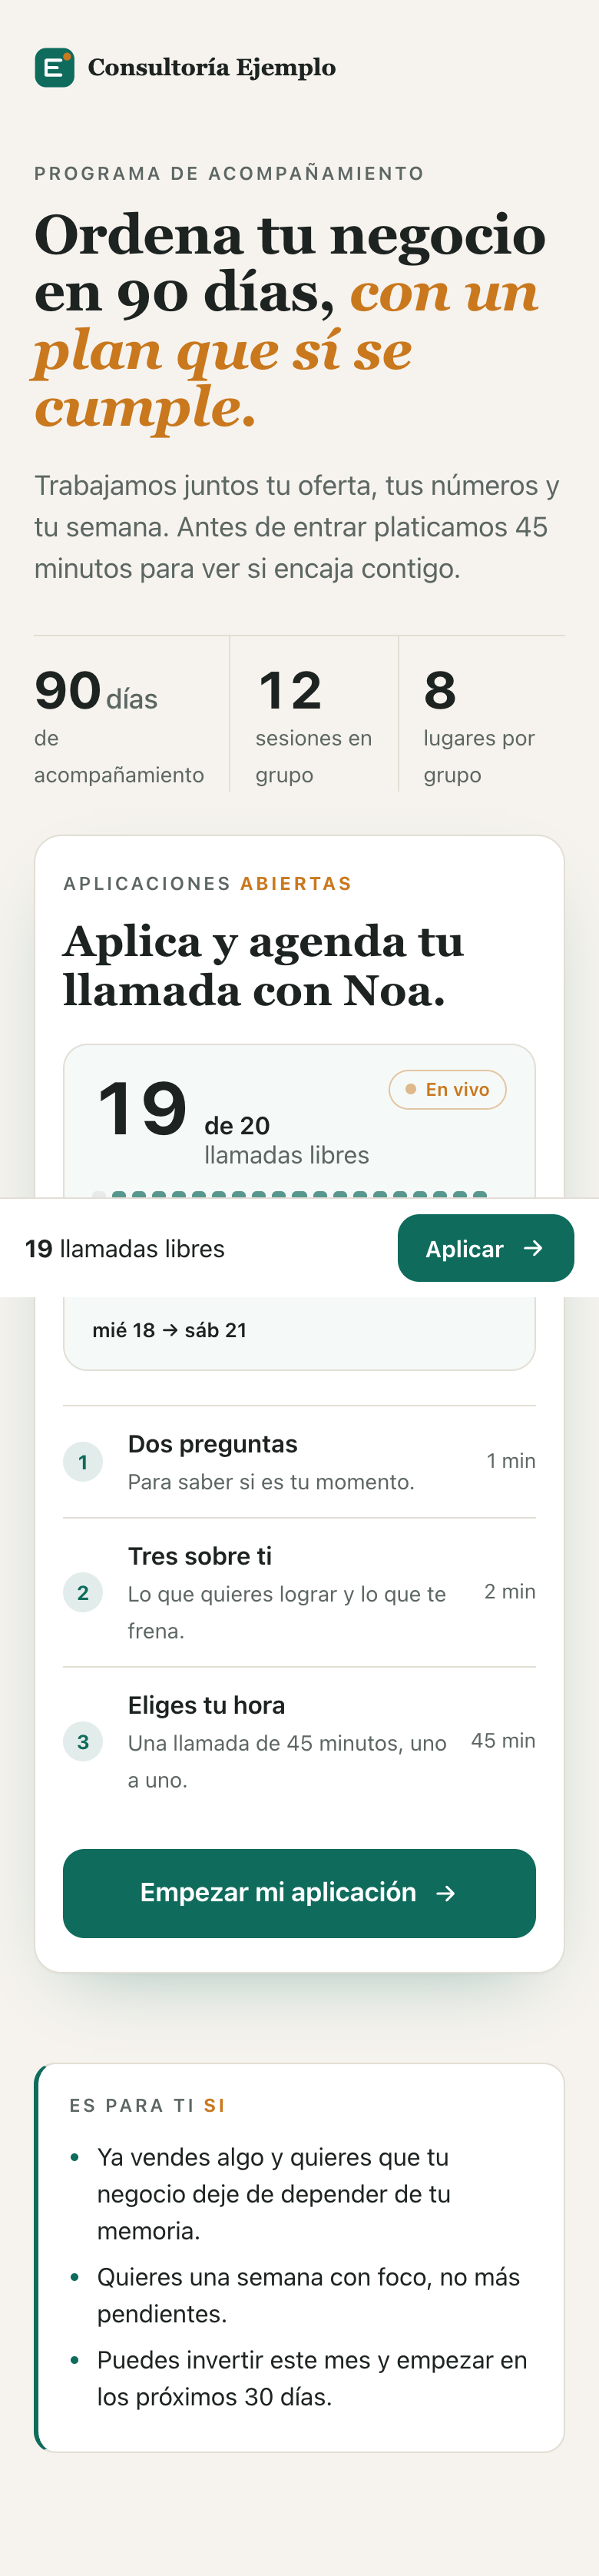 E
Consultoría Ejemplo
PROGRAMA DE ACOMPAÑAMIENTO
Ordena tu negocio
en 90 días, con un
plan que sí se
cumple.
Trabajamos juntos tu oferta, tus números y
tu semana. Antes de entrar platicamos 45
minutos para ver si encaja contigo.
90 días
de
acompañamiento
12
sesiones en
grupo
8
lugares por
grupo
APLICACIONES ABIERTAS
Aplica y agenda tu
llamada con Noa.
19 de 20
llamadas libres
En vivo
19 llamadas libres
Aplicar →
mié 18 → sáb 21
1
Dos preguntas
Para saber si es tu momento.
1 min
2
Tres sobre ti
Lo que quieres lograr y lo que te
frena.
2 min
3
Eliges tu hora
Una llamada de 45 minutos, uno
a uno.
45 min
Empezar mi aplicación →
ES PARA TI SI
• Ya vendes algo y quieres que tu
negocio deje de depender de tu
memoria.
• Quieres una semana con foco, no más
pendientes.
• Puedes invertir este mes y empezar en
los próximos 30 días.